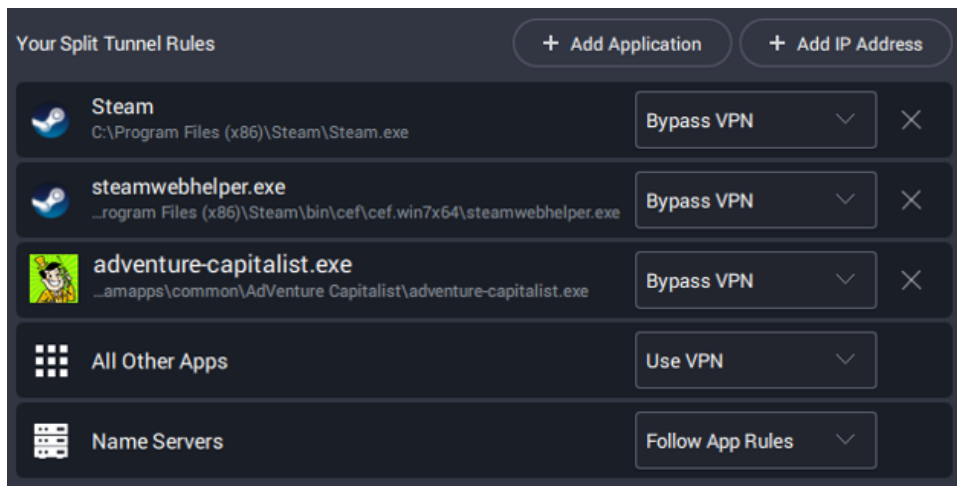 Your Split Tunnel Rules
+ Add Application
+ Add IP Address
Steam
C:\Program Files (x86)\Steam\Steam.exe
Bypass VPN
steamwebhelper.exe
...rogram Files (x86)\Steam\bin\cef\cef.win7x64\steamwebhelper.exe
Bypass VPN
adventure-capitalist.exe
...amapps\common\AdVenture Capitalist\adventure-capitalist.exe
Bypass VPN
All Other Apps
Use VPN
Name Servers
Follow App Rules